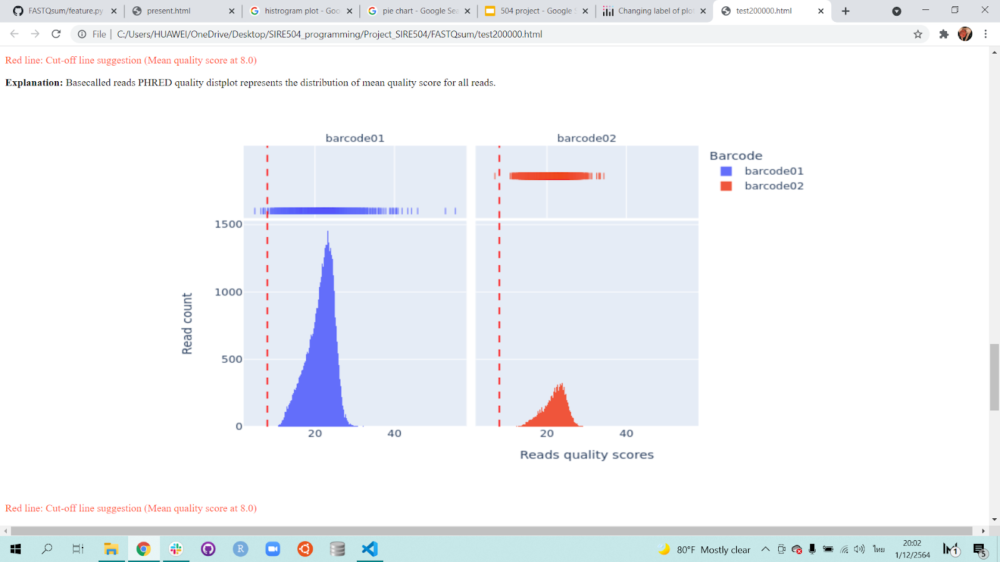 FASTQsum/feature.py
present.html
histrogram plot - Goo
pie chart - Google Sea
504 project - Google S
Changing label of plot
test200000.html
File
C:/Users/HUAWEI/OneDrive/Desktop/SIRE504_programming/Project_SIRE504/FASTQsum/test200000.html
Red line: Cut-off line suggestion (Mean quality score at 8.0)
Explanation: Basecalled reads PHRED quality distplot represents the distribution of mean quality score for all reads.
barcode01
barcode02
Barcode
barcode01
barcode02
1500
1000
500
0
Read count
20
40
20
40
Reads quality scores
Red line: Cut-off line suggestion (Mean quality score at 8.0)
R
80°F Mostly clear
ไทย
20:02
1/12/2564
1
5